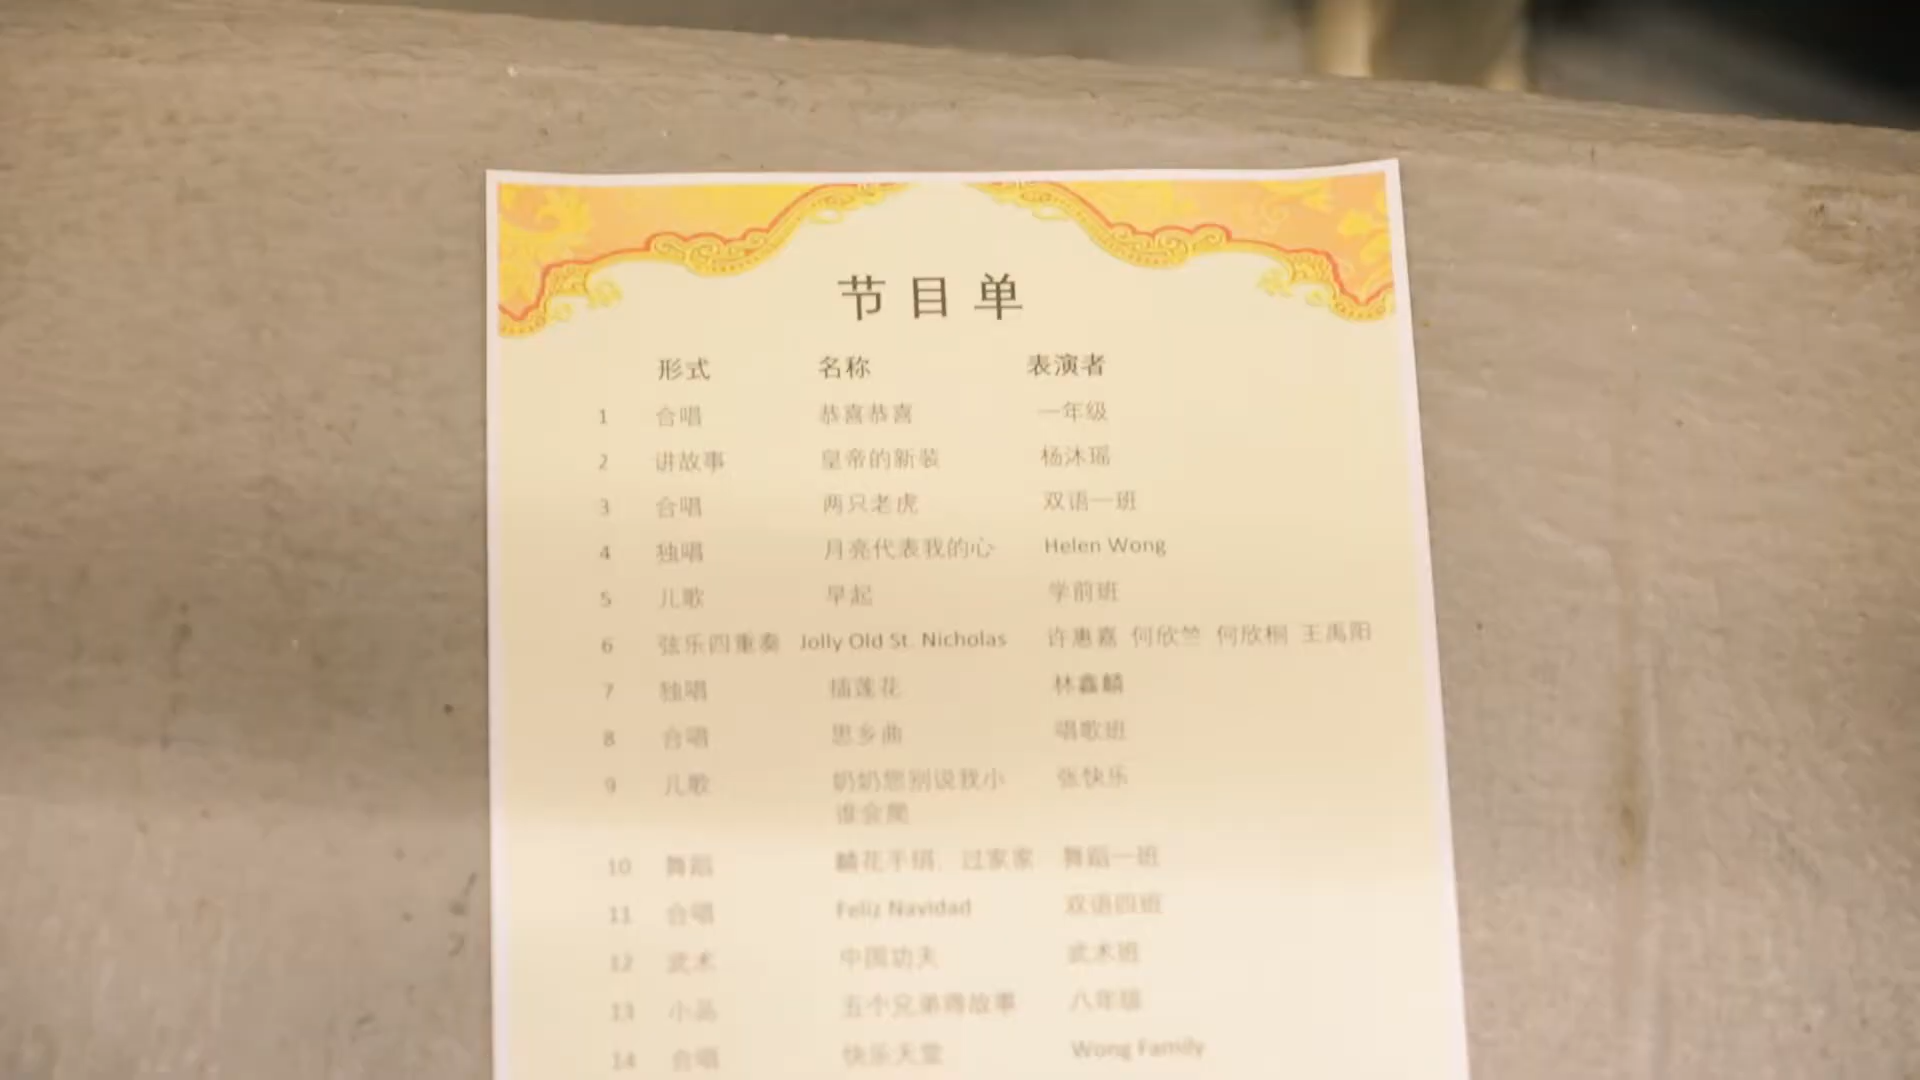 节目单
形式 名称 表演者
1 合唱 恭喜恭喜 一年级
2 讲故事 皇帝的新装 杨沐瑶
3 合唱 两只老虎 双语一班
4 独唱 月亮代表我的心 Helen Wong
5 儿歌 早起 学前班
6 弦乐四重奏 Jolly Old St. Nicholas 许惠嘉 何欣竺 何欣桐 王禹阳
7 独唱 插莲花 林鑫麟
8 合唱 思乡曲 唱歌班
9 儿歌 奶奶您别说我小 张快乐
谁会爬
10 舞蹈 花手绢，过家家 舞蹈一班
11 合唱 Feliz Navidad 双语四班
12 武术 中国功夫 武术班
13 小品 五个兄弟得故事 八年级
14 合唱 快乐天堂 Wong Family